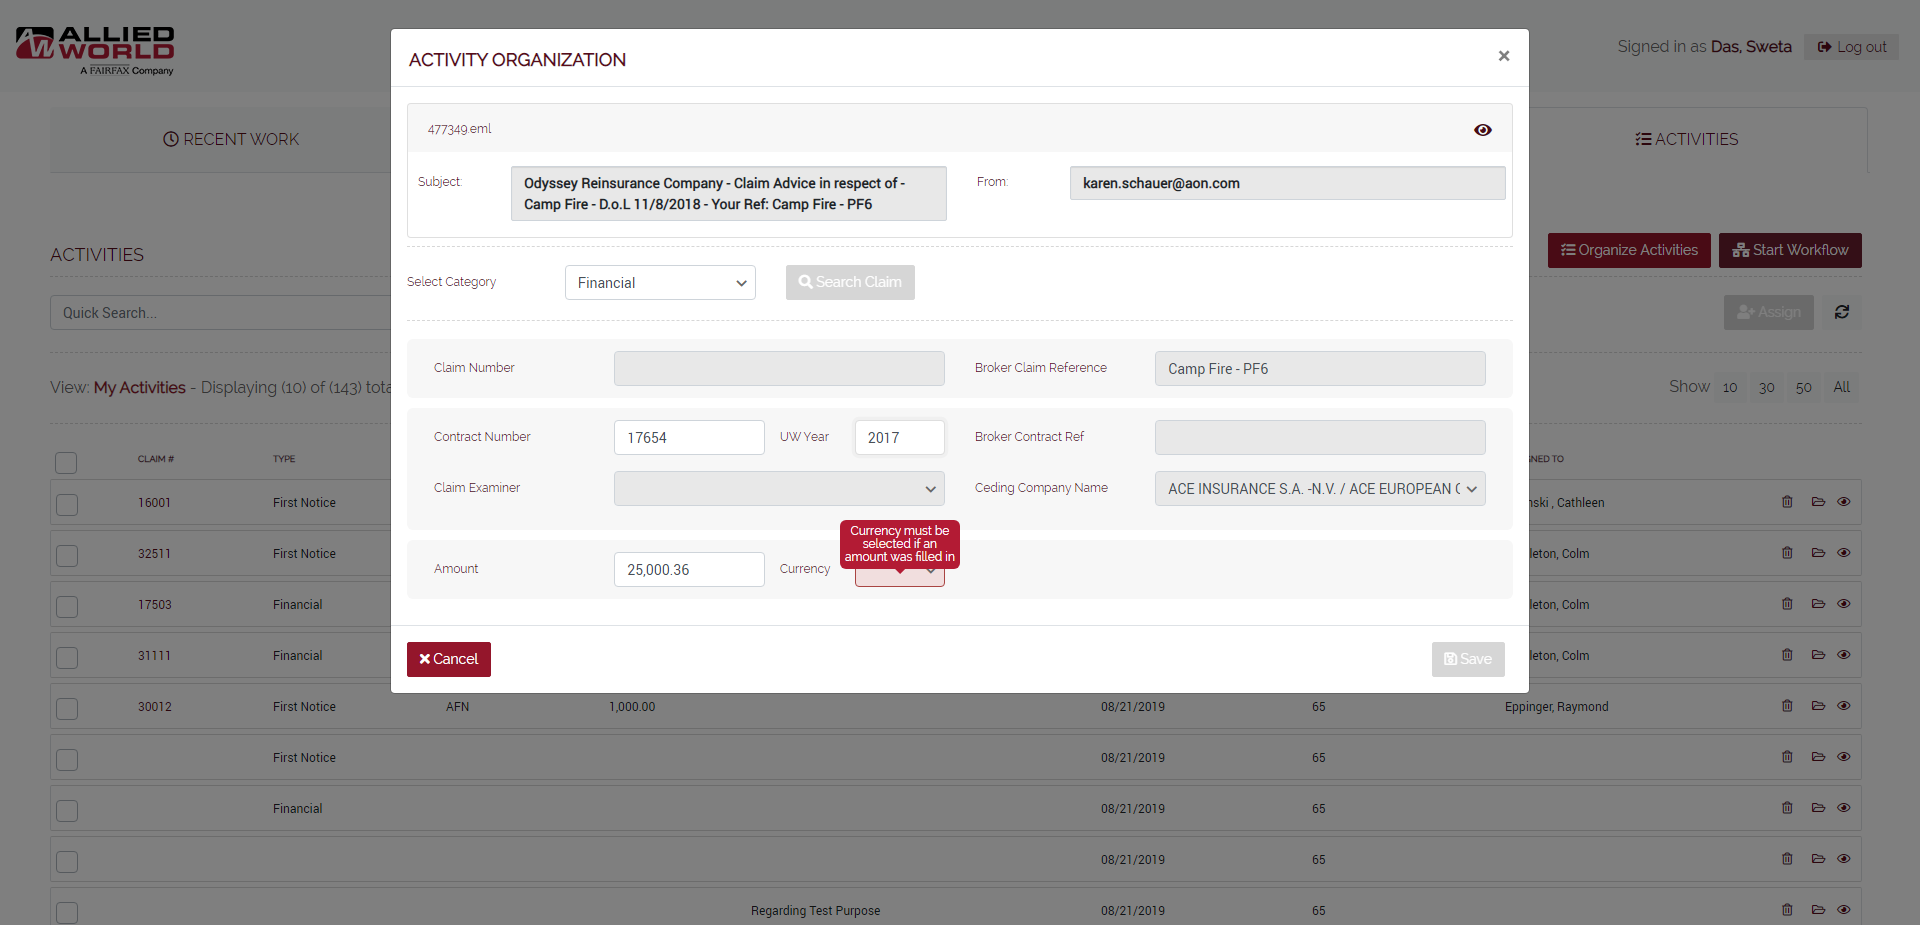 ALLIED
WORLD
A FAIRFAX Company
Signed in as Das, Sweta
Log out
RECENT WORK
ACTIVITIES
ACTIVITIES
Organize Activities
Start Workflow
Quick Search...
Assign
View: My Activities - Displaying (10) of (143) tota
Show 10 30 50 All
ACTIVITY ORGANIZATION
×
477349.eml
Subject:
Odyssey Reinsurance Company - Claim Advice in respect of -
Camp Fire - D.o.L 11/8/2018 - Your Ref: Camp Fire - PF6
From:
karen.schauer@aon.com
Select Category
Financial
Search Claim
Claim Number
Broker Claim Reference
Camp Fire - PF6
Contract Number
17654
UW Year
2017
Broker Contract Ref
Claim Examiner
Ceding Company Name
ACE INSURANCE S.A. -N.V. / ACE EUROPEAN
Currency must be
selected if an
amount was filled in
Amount
25,000.36
Currency
Cancel
Save
CLAIM # TYPE NED TO
16001 First Notice nski , Cathleen
32511 First Notice leton, Colm
17503 Financial leton, Colm
31111 Financial leton, Colm
30012 First Notice AFN 1,000.00 08/21/2019 65 Eppinger, Raymond
First Notice 08/21/2019 65
Financial 08/21/2019 65
08/21/2019 65
Regarding Test Purpose 08/21/2019 65